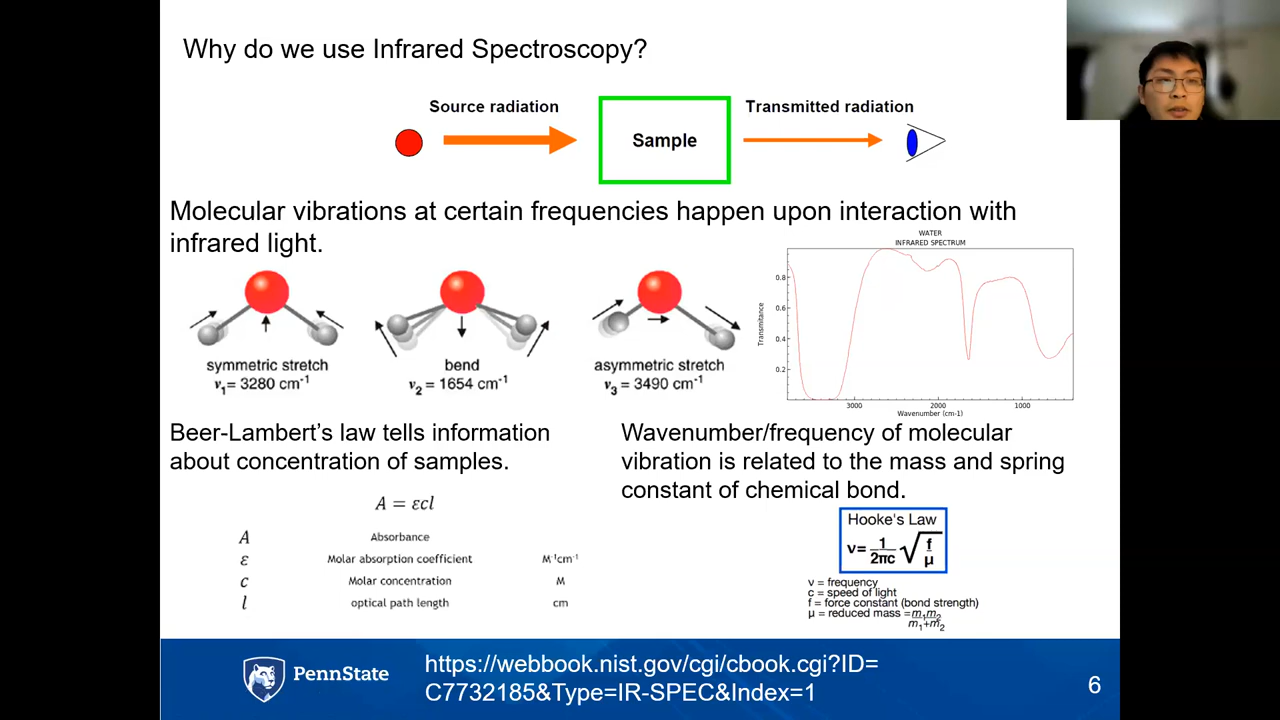 Why do we use Infrared Spectroscopy?
Source radiation
Sample
Transmitted radiation
Molecular vibrations at certain frequencies happen upon interaction with
infrared light.
symmetric stretch
ν1= 3280 cm-1
bend
ν2 = 1654 cm-1
asymmetric stretch
ν3 = 3490 cm-1
WATER
INFRARED SPECTRUM
Transmitance
0.8
0.6
0.4
0.2
3000
2000
1000
Wavenumber (cm-1)
Beer-Lambert's law tells information
about concentration of samples.
A = εcl
A Absorbance
ε Molar absorption coefficient M-1cm-1
c Molar concentration M
l optical path length cm
Wavenumber/frequency of molecular
vibration is related to the mass and spring
constant of chemical bond.
Hooke's Law
ν= 1/2πc √f/μ
ν = frequency
c = speed of light
f = force constant (bond strength)
μ = reduced mass =m1m2
m1+m2
PennState
https://webbook.nist.gov/cgi/cbook.cgi?ID=
C7732185&Type=IR-SPEC&Index=1
6